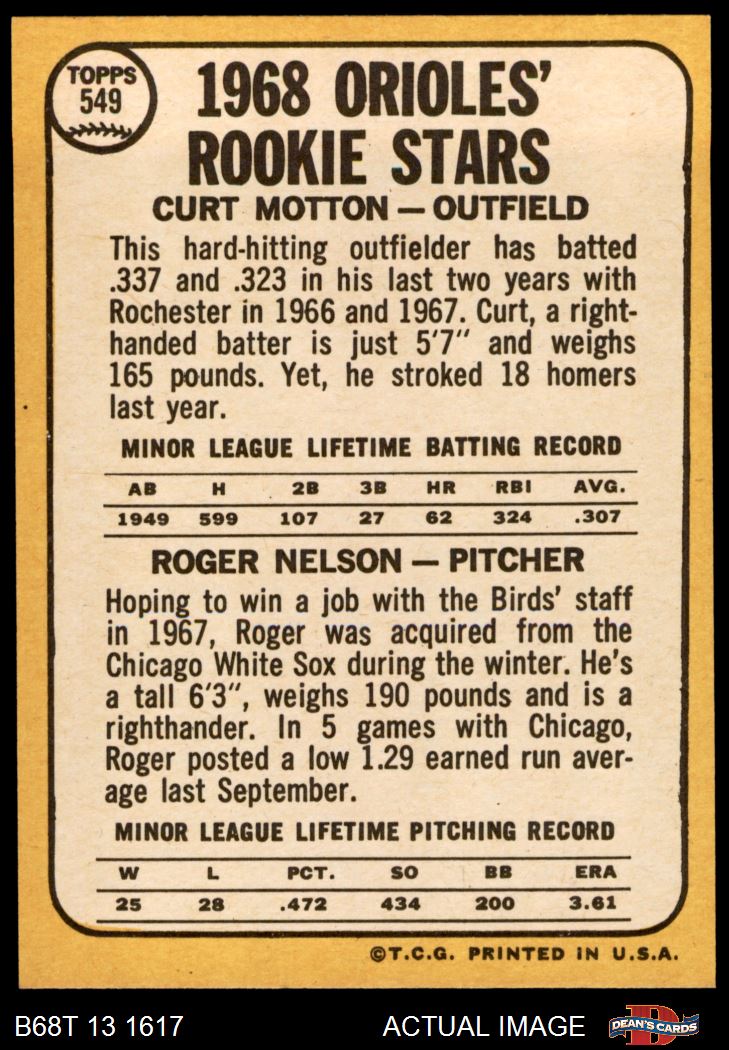 TOPPS
549
1968 ORIOLES'
ROOKIE STARS
CURT MOTTON — OUTFIELD
This hard-hitting outfielder has batted
.337 and .323 in his last two years with
Rochester in 1966 and 1967. Curt, a right-
handed batter is just 5'7" and weighs
165 pounds. Yet, he stroked 18 homers
last year.
MINOR LEAGUE LIFETIME BATTING RECORD
AB H 2B 3B HR RBI AVG.
1949 599 107 27 62 324 .307
ROGER NELSON — PITCHER
Hoping to win a job with the Birds' staff
in 1967, Roger was acquired from the
Chicago White Sox during the winter. He's
a tall 6'3", weighs 190 pounds and is a
righthander. In 5 games with Chicago,
Roger posted a low 1.29 earned run aver-
age last September.
MINOR LEAGUE LIFETIME PITCHING RECORD
W L PCT. SO BB ERA
25 28 .472 434 200 3.61
©T.C.G. PRINTED IN U.S.A.
B68T 13 1617 ACTUAL IMAGE D DEAN'S CARDS